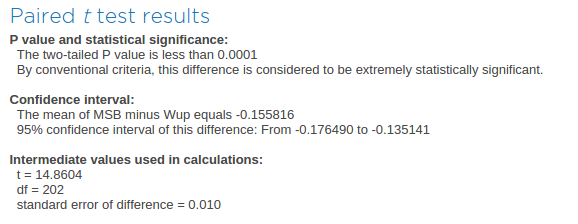 Paired t test results
P value and statistical significance:
The two-tailed P value is less than 0.0001
By conventional criteria, this difference is considered to be extremely statistically significant.
Confidence interval:
The mean of MSB minus Wup equals -0.155816
95% confidence interval of this difference: From -0.176490 to -0.135141
Intermediate values used in calculations:
t = 14.8604
df = 202
standard error of difference = 0.010